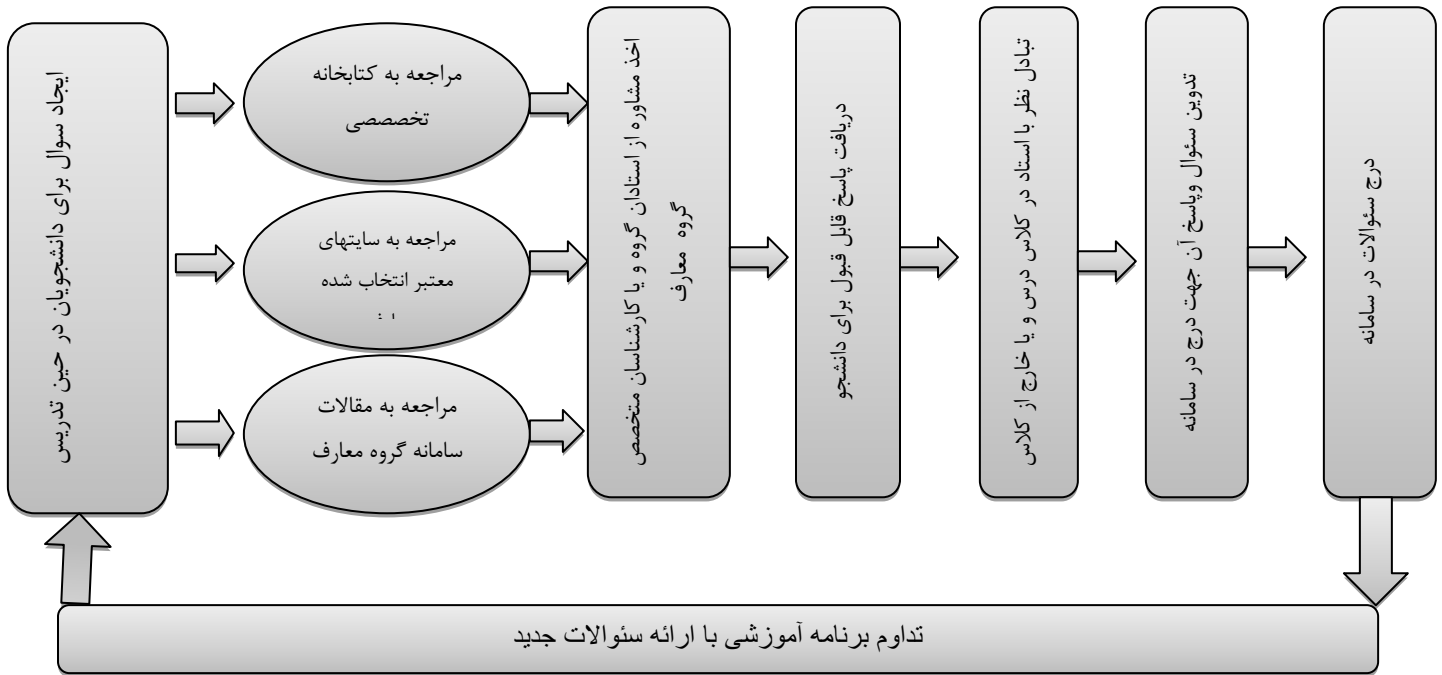 ایجاد سوال برای دانشجویان در حین تدریس
مراجعه به کتابخانه
تخصصصی
مراجعه به سایتهای
معتبر انتخاب شده
مراجعه به مقالات
سامانه گروه معارف
اخذ مشاوره از استادان گروه و یا کارشناسان متخصص
گروه معارف
دریافت پاسخ قابل قبول برای دانشجو
تبادل نظر با استاد در کلاس درس و یا خارج از کلاس
تدوین سئوال وپاسخ آن جهت درج در سامانه
درج سئوالات در سامانه
تداوم برنامه آموزشی با ارائه سئوالات جدید